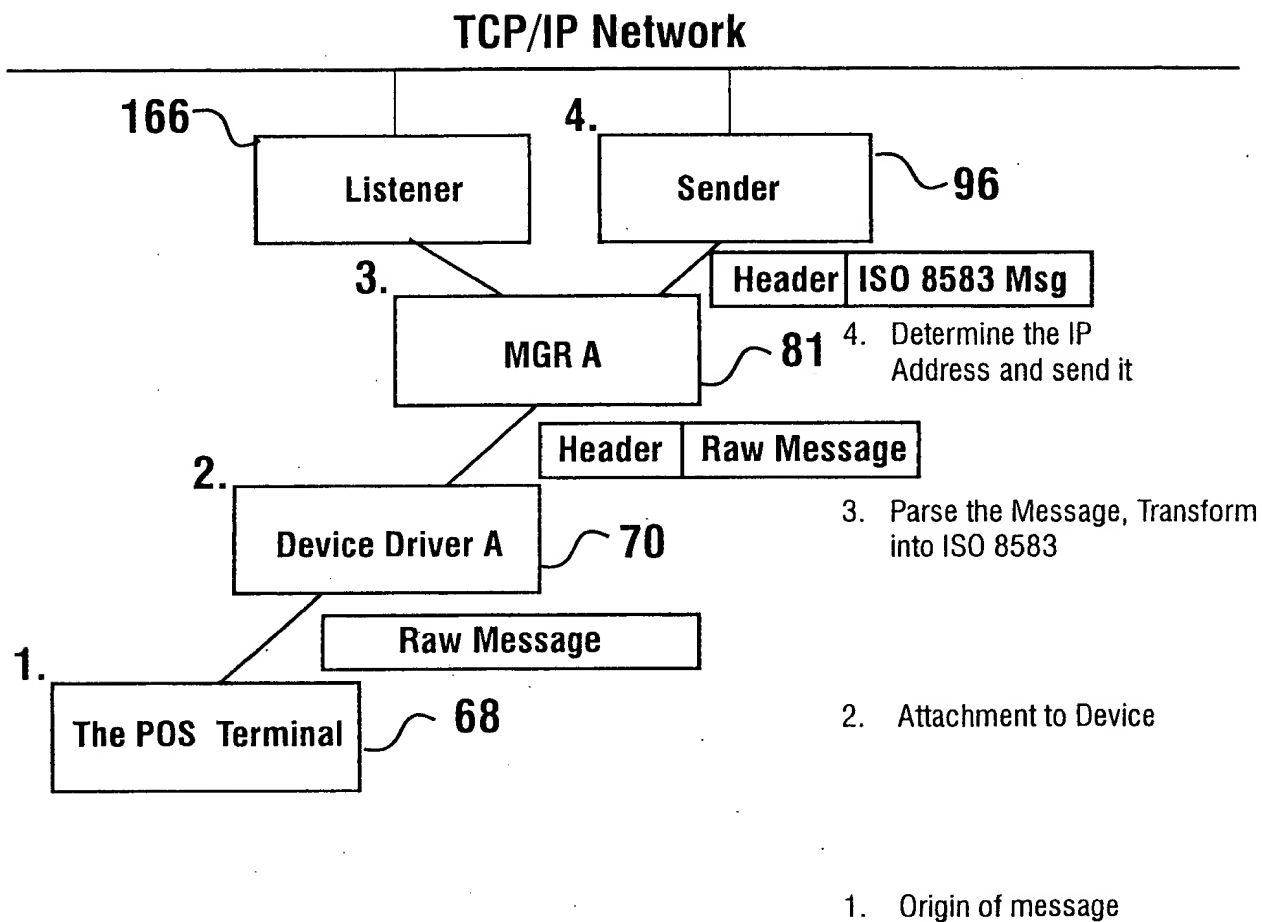 TCP/IP Network
166
Listener
4.
Sender
96
Header ISO 8583 Msg
3.
MGR A
81
4. Determine the IP
Address and send it
Header Raw Message
2.
Device Driver A
70
3. Parse the Message, Transform
into ISO 8583
Raw Message
1.
The POS Terminal
68
2. Attachment to Device
1. Origin of message